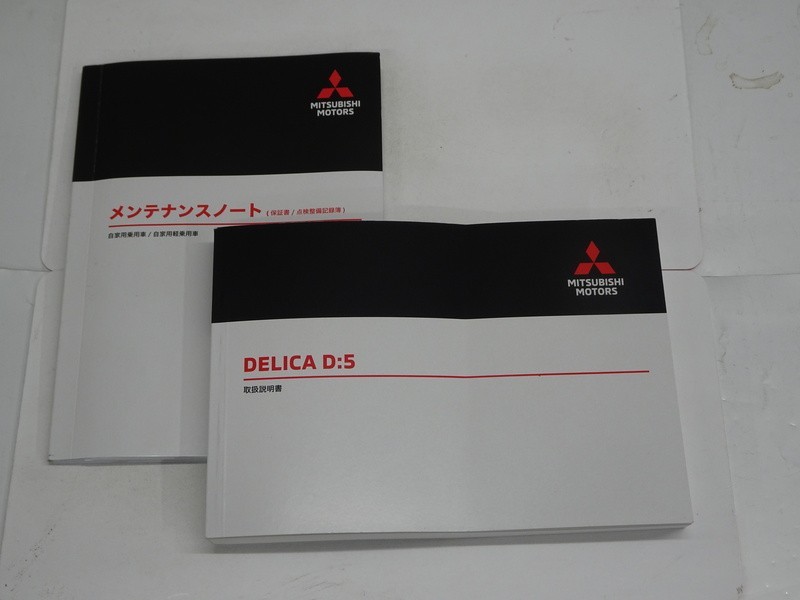 MITSUBISHI
MOTORS
メンテナンスノート (保証書 / 点検整備記録簿)
自家用乗用車 / 自家用軽乗用車
MITSUBISHI
MOTORS
DELICA D:5
取扱説明書